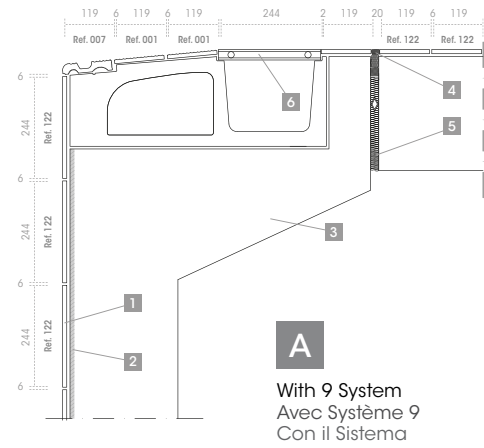 119 6 119 6 119 244 2 119 20 119 6 119
Ref. 007 Ref. 001 Ref. 001 Ref. 122 Ref. 122
6
244
Ref. 122
6
244
Ref. 122
6
244
Ref. 122
6
6
4
5
3
1
2
A
With 9 System
Avec Système 9
Con il Sistema